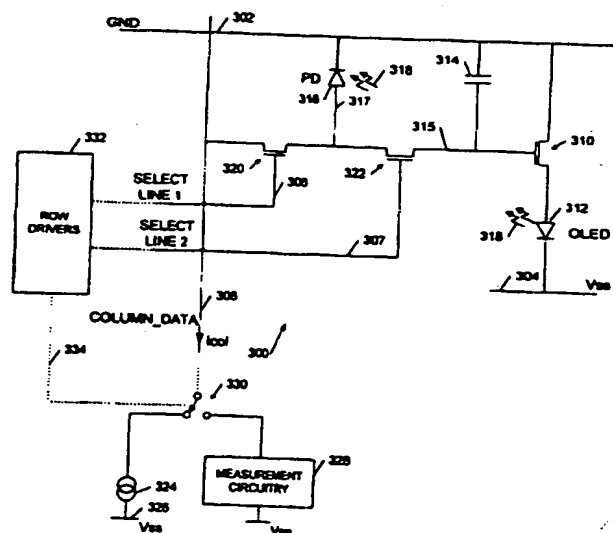 GND
302
314
PD
318
316
317
315
310
332
320
322
SELECT
LINE 1
306
312
ROW
DRIVERS
SELECT
LINE 2
307
318
OLED
304
Vss
308
COLUMN_DATA
Icol
300
334
330
MEASUREMENT
CIRCUITRY
328
324
326
Vss
Vss